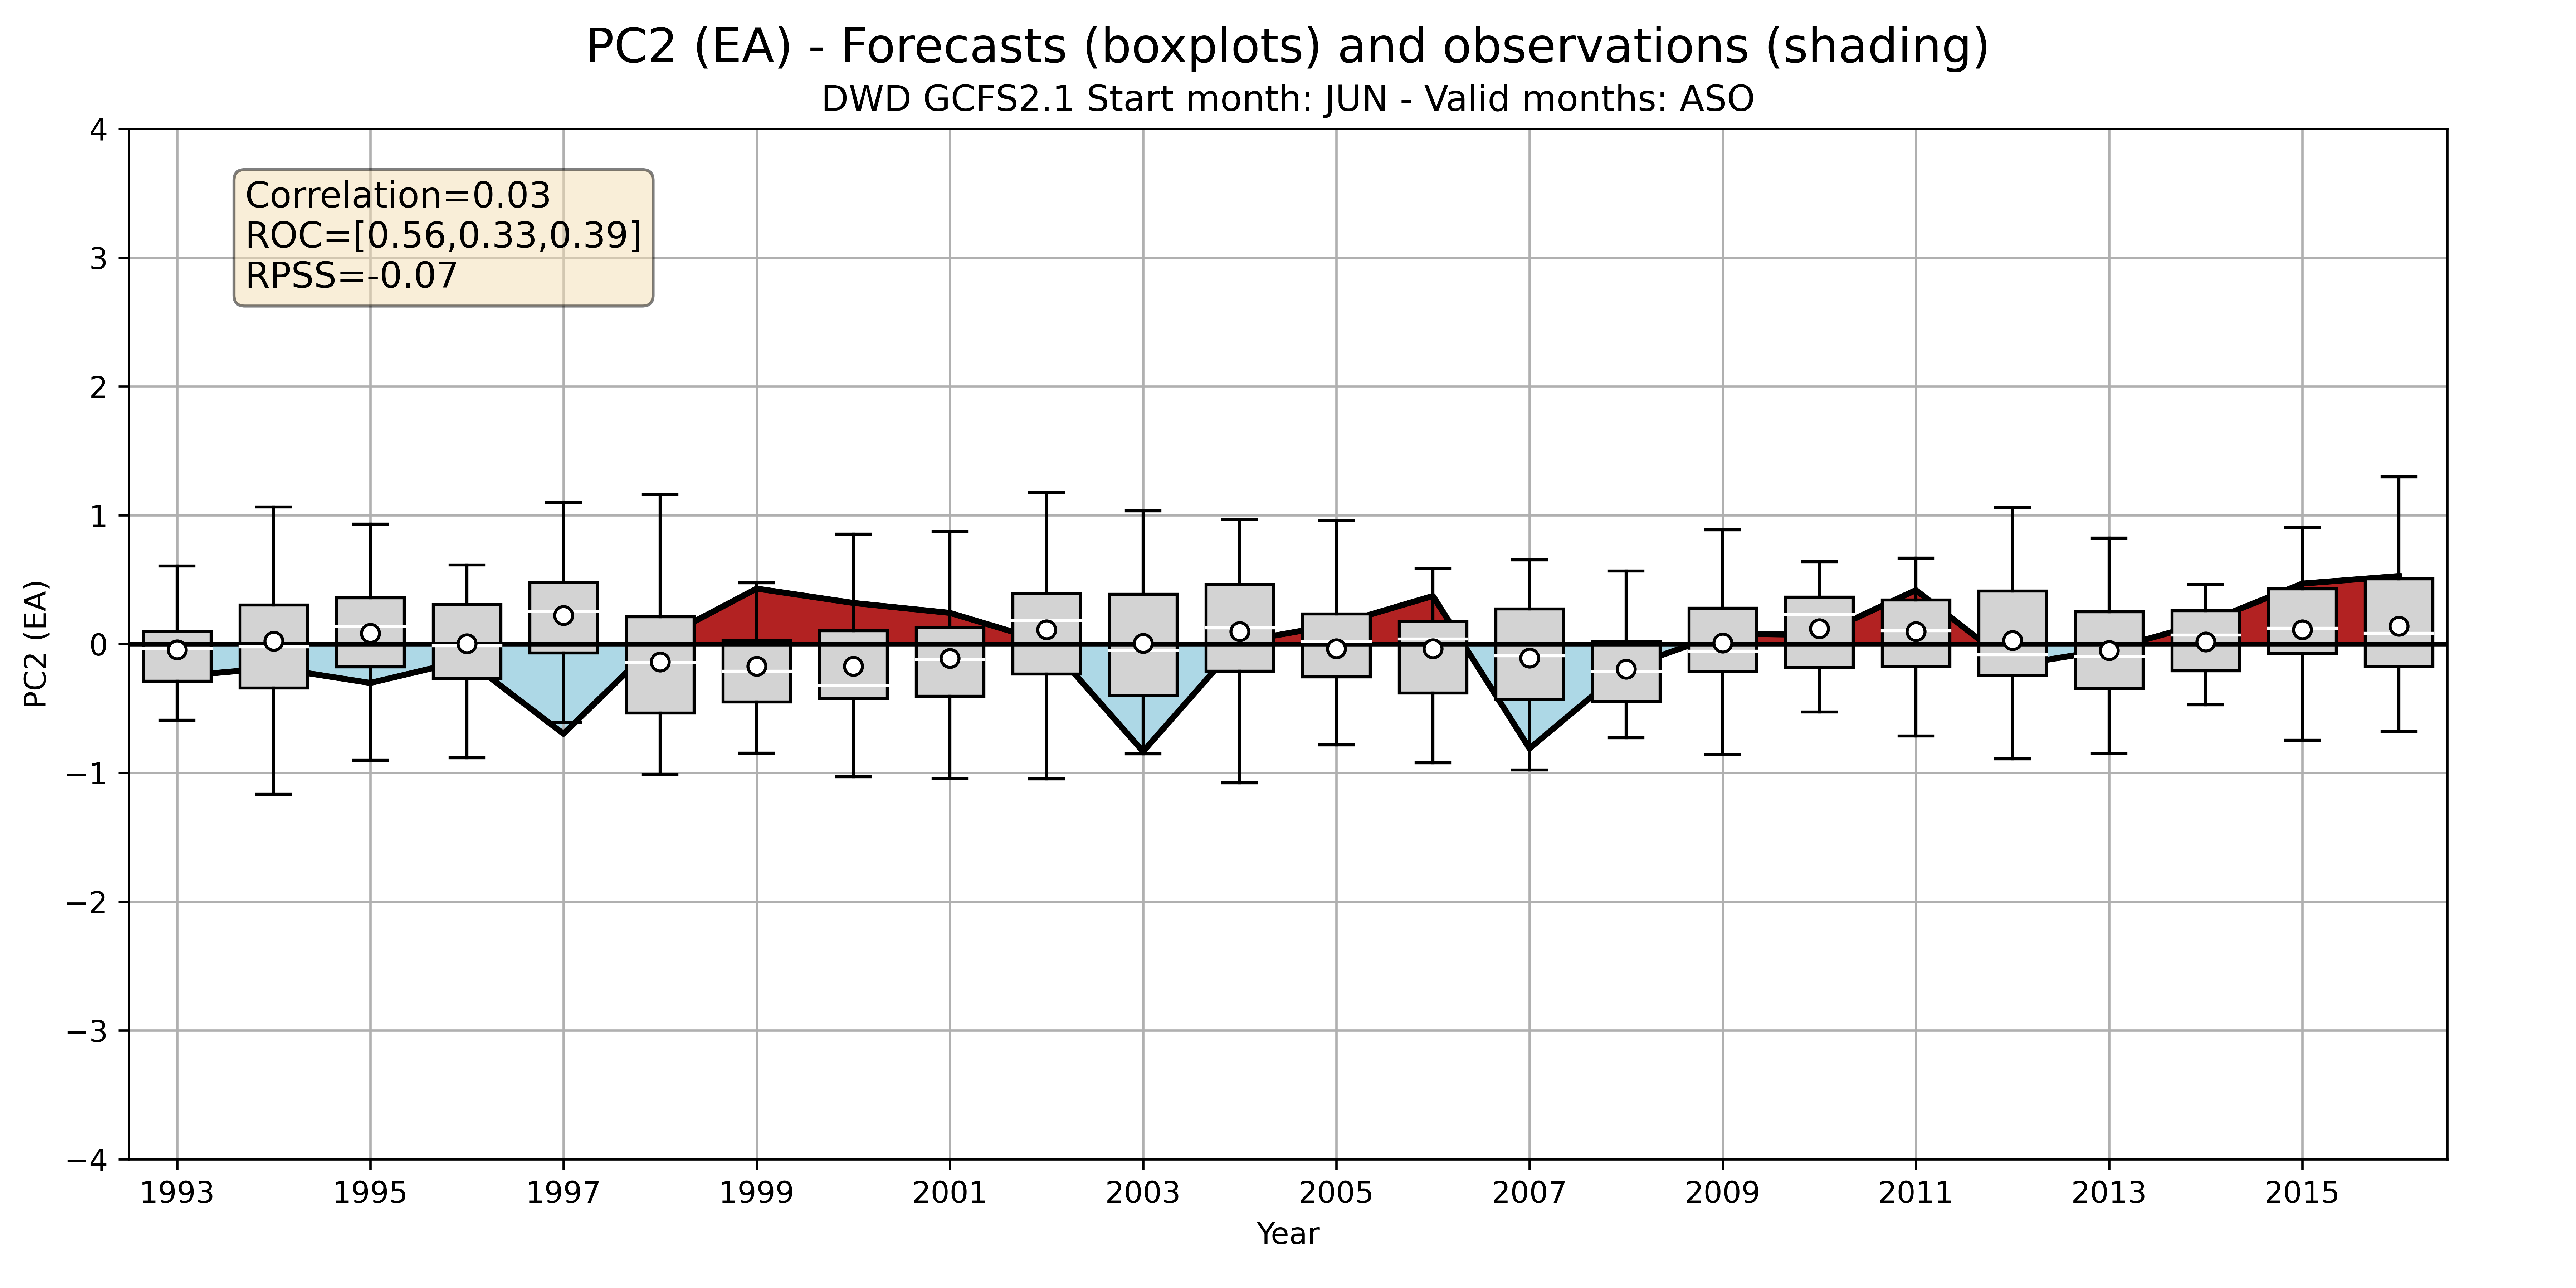 PC2 (EA) - Forecasts (boxplots) and observations (shading)
DWD GCFS2.1 Start month: JUN - Valid months: ASO
Correlation=0.03
ROC=[0.56,0.33,0.39]
RPSS=-0.07
PC2 (EA)
4
3
2
1
0
−1
−2
−3
−4
1993 1995 1997 1999 2001 2003 2005 2007 2009 2011 2013 2015
Year